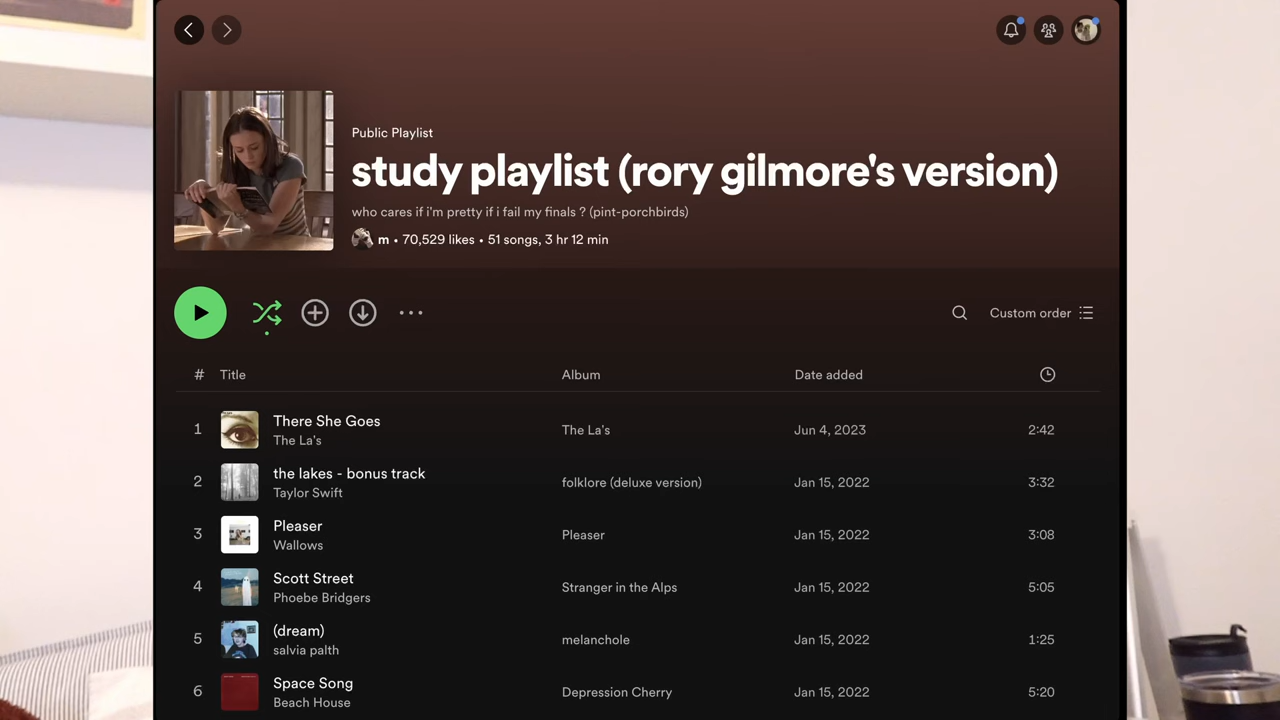 Public Playlist
study playlist (rory gilmore's version)
who cares if i'm pretty if i fail my finals ? (pint-porchbirds)
m • 70,529 likes • 51 songs, 3 hr 12 min
Custom order
# Title Album Date added
1 There She Goes The La's Jun 4, 2023 2:42
The La's
2 the lakes - bonus track folklore (deluxe version) Jan 15, 2022 3:32
Taylor Swift
3 Pleaser Pleaser Jan 15, 2022 3:08
Wallows
4 Scott Street Stranger in the Alps Jan 15, 2022 5:05
Phoebe Bridgers
5 (dream) melanchole Jan 15, 2022 1:25
salvia palth
6 Space Song Depression Cherry Jan 15, 2022 5:20
Beach House